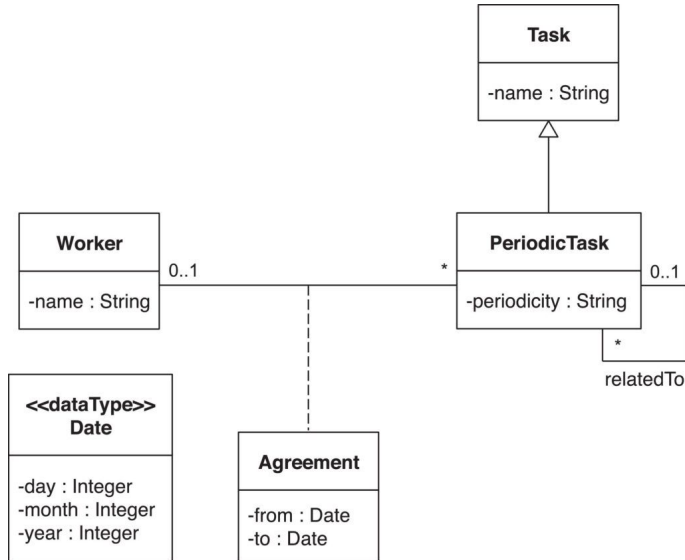 Task
-name : String
Worker
-name : String
0..1
*
PeriodicTask
-periodicity : String
0..1
*
relatedTo
<<dataType>>
Date
-day : Integer
-month : Integer
-year : Integer
Agreement
-from : Date
-to : Date